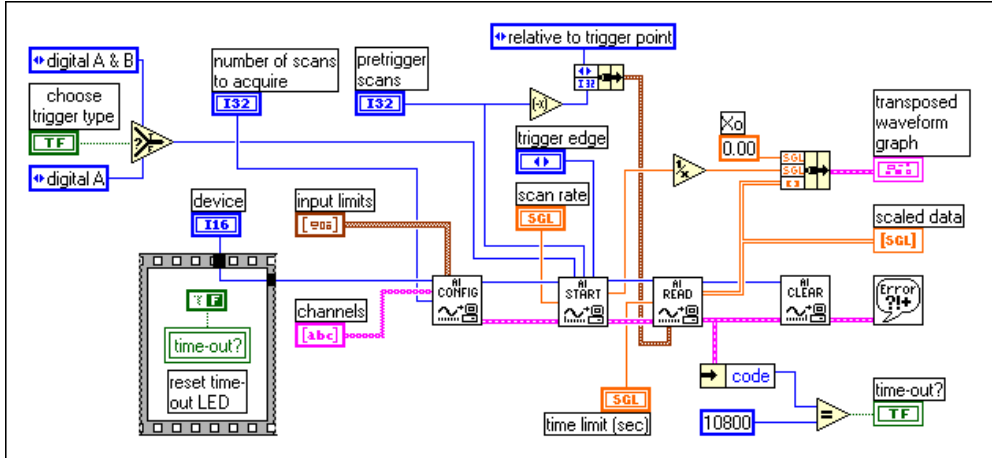 relative to trigger point
digital A & B
number of scans
to acquire
pretrigger
scans
I32
choose
trigger type
I32
I32
transposed
waveform
graph
Xo
0.00
trigger edge
TF
?
T
F
[-X]
1/x
SGL
SGL
[ ]
digital A
scan rate
device
input limits
SGL
scaled data
I16
[SGL]
AI
CONFIG
AI
START
AI
READ
AI
CLEAR
Error
?!+
F
channels
[abc]
time-out?
code
reset time-
out LED
SGL
time-out?
time limit (sec)
10800
=
TF